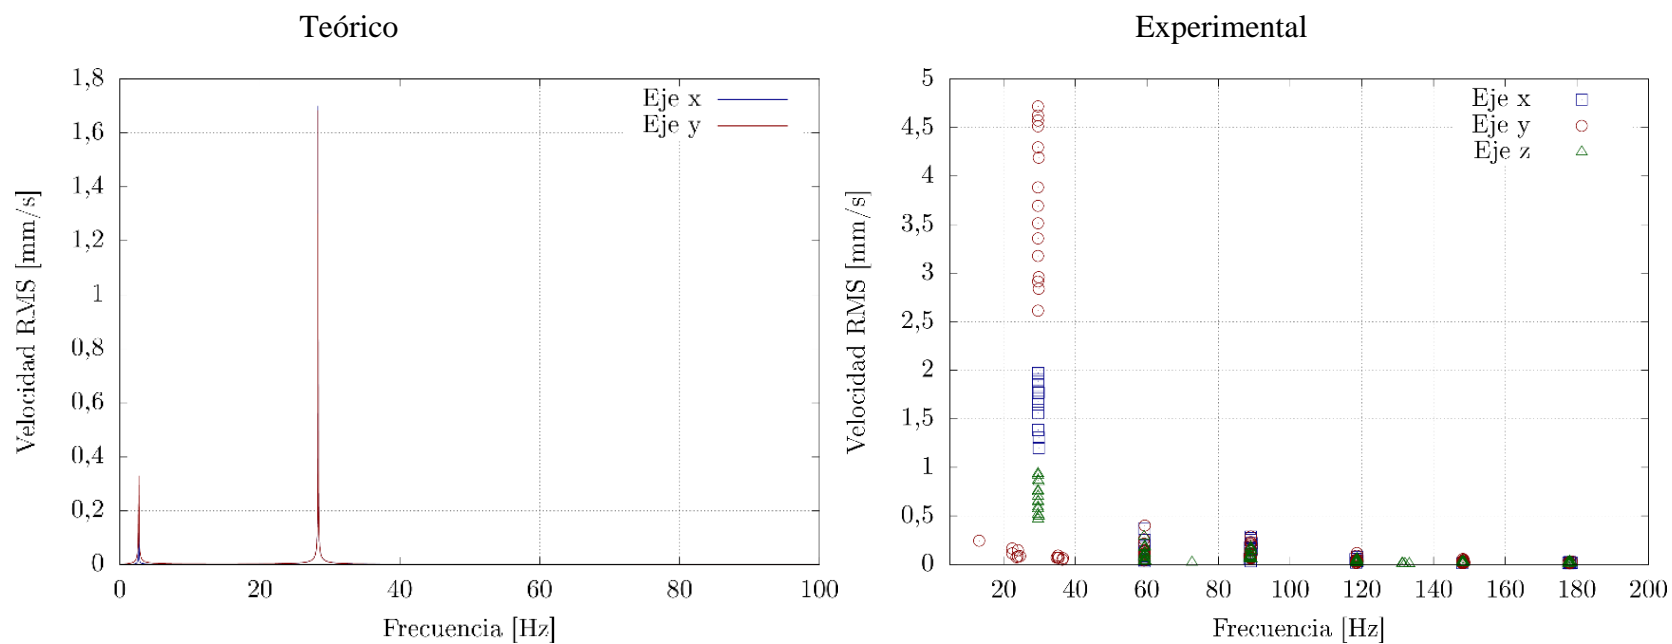 Teórico
1,8
1,6
1,4
1,2
1
0,8
0,6
0,4
0,2
0
0 20 40 60 80 100
Velocidad RMS [mm/s]
Frecuencia [Hz]
Eje x
Eje y
Experimental
5
4,5
4
3,5
3
2,5
2
1,5
1
0,5
0
20 40 60 80 100 120 140 160 180 200
Velocidad RMS [mm/s]
Frecuencia [Hz]
Eje x
Eje y
Eje z